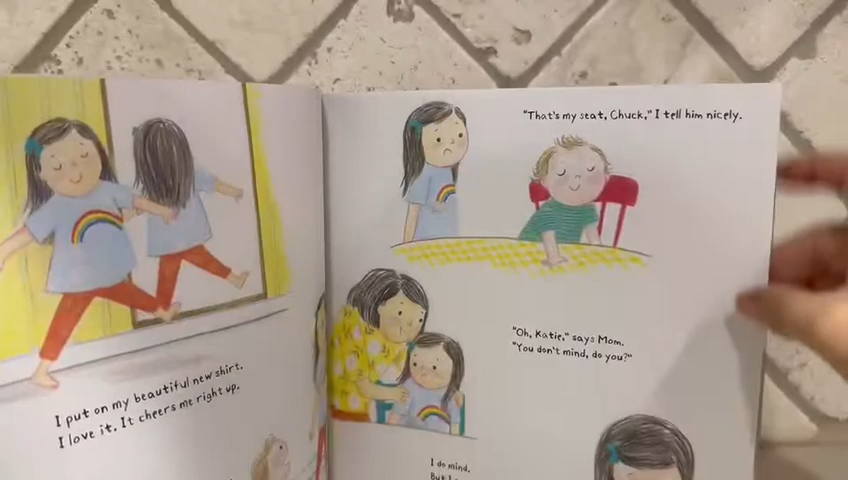 I put on my beautiful new shirt.
I love it. It cheers me right up.
"That's my seat, Chuck," I tell him nicely.
"Oh, Katie," says Mom.
"You don't mind, do you?"
I do mind.
But I